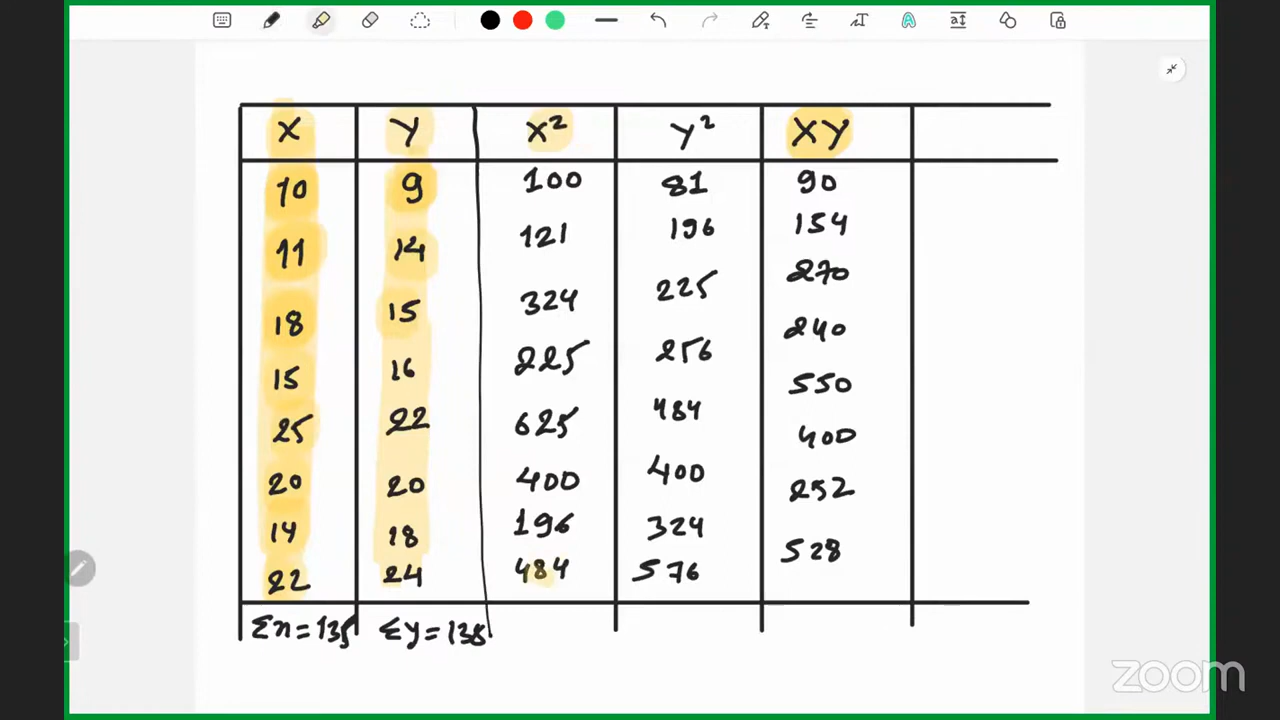 X Y X² Y² XY
10 9 100 81 90
11 14 121 196 154
18 15 324 225 270
15 16 225 256 240
25 22 625 484 550
20 20 400 400 400
14 18 196 324 252
22 24 484 576 528
Σx=135 Σy=138
zoom